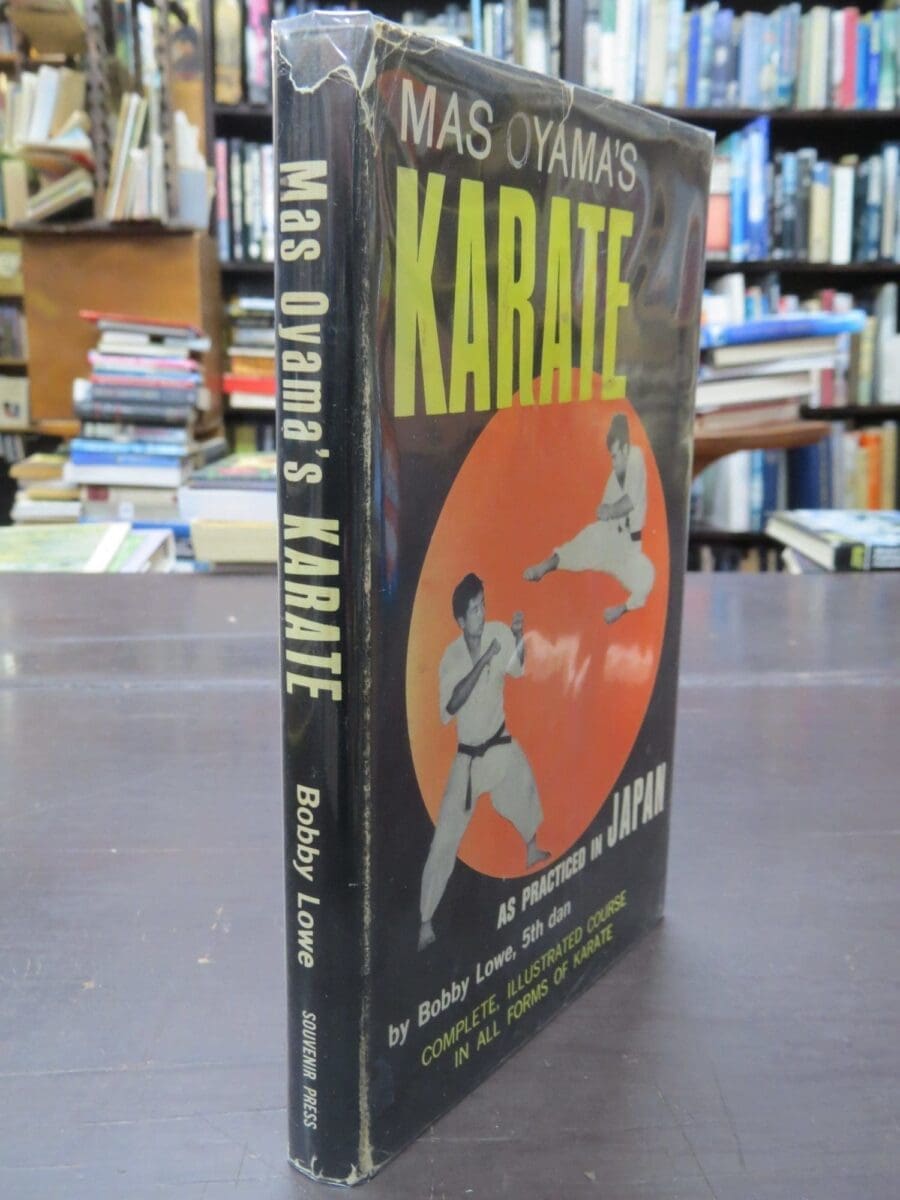 Mas Oyama's KARATE
Bobby Lowe
SOUVENIR PRESS
MAS OYAMA'S
KARATE
AS PRACTICED IN JAPAN
by Bobby Lowe, 5th dan
COMPLETE, ILLUSTRATED COURSE
IN ALL FORMS OF KARATE